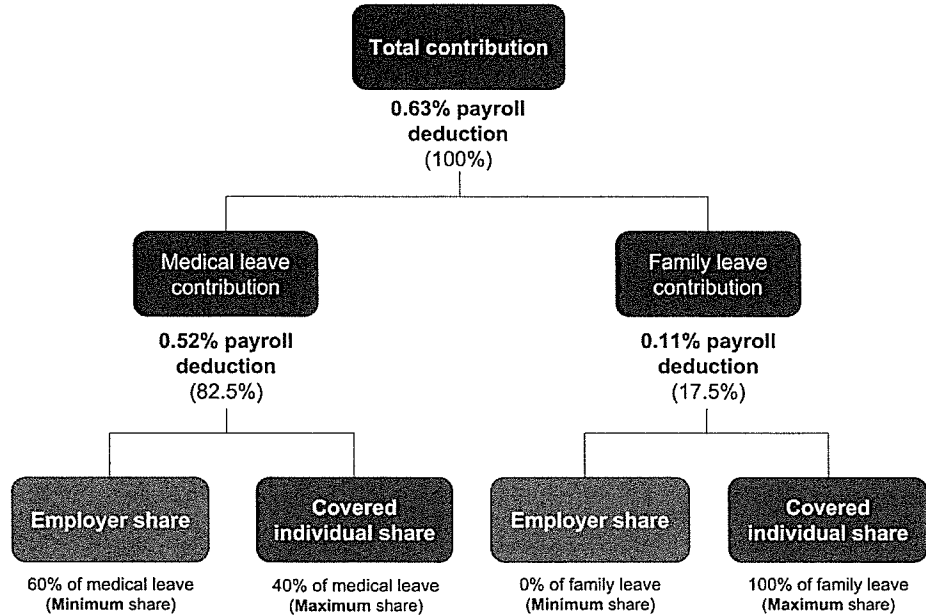 Total contribution
0.63% payroll
deduction
(100%)
Medical leave
contribution
0.52% payroll
deduction
(82.5%)
Family leave
contribution
0.11% payroll
deduction
(17.5%)
Employer share
60% of medical leave
(Minimum share)
Covered
individual share
40% of medical leave
(Maximum share)
Employer share
0% of family leave
(Minimum share)
Covered
individual share
100% of family leave
(Maximum share)